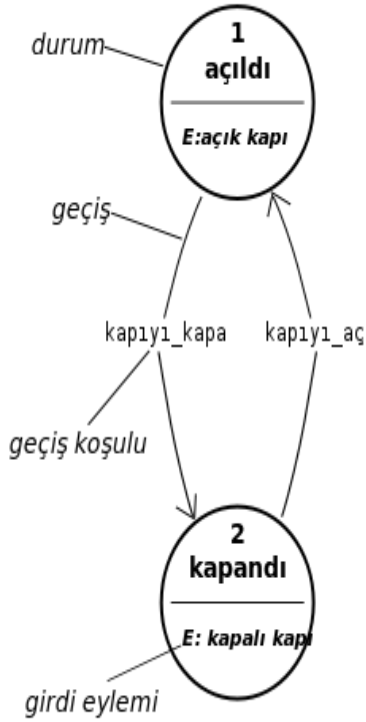 durum
1
açıldı
E:açık kapı
geçiş
kapıyı_kapa
kapıyı_aç
geçiş koşulu
2
kapandı
E: kapalı kapı
girdi eylemi